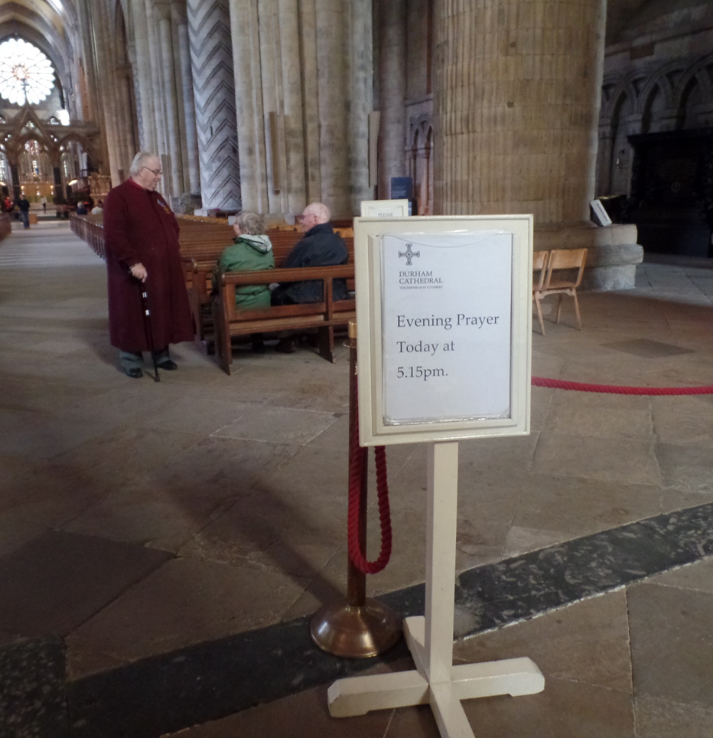 DURHAM
CATHEDRAL
Evening Prayer
Today at
5.15pm.